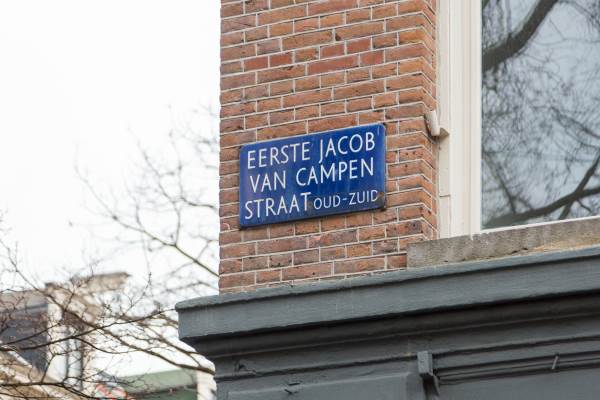 EERSTE JACOB
VAN CAMPEN
STRAAT OUD-ZUID